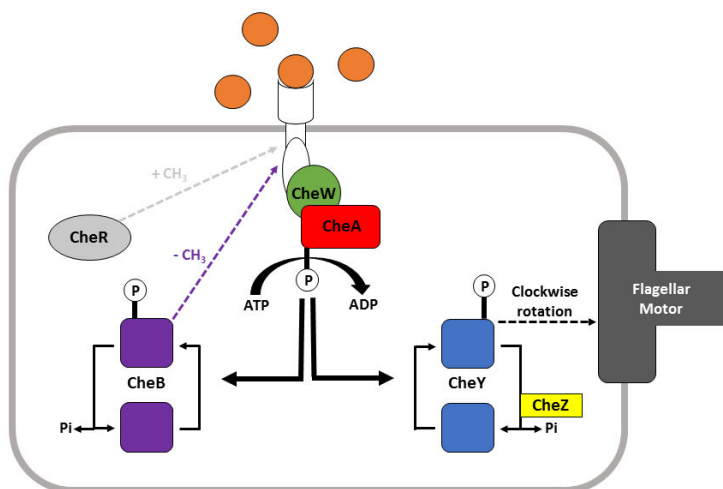 + CH₃
CheW
CheR
CheA
- CH₃
P
P
P
ATP
ADP
Clockwise
rotation
Flagellar
Motor
CheB
CheY
CheZ
Pi
Pi